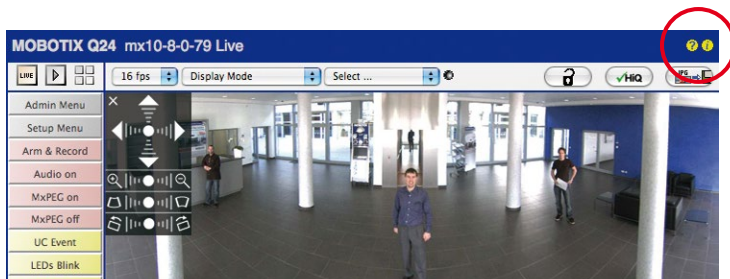 MOBOTIX Q24 mx10-8-0-79 Live
? i
LIVE 16 fps Display Mode Select ... HiQ
Admin Menu
Setup Menu
Arm & Record
Audio on
MxPEG on
MxPEG off
UC Event
LEDs Blink